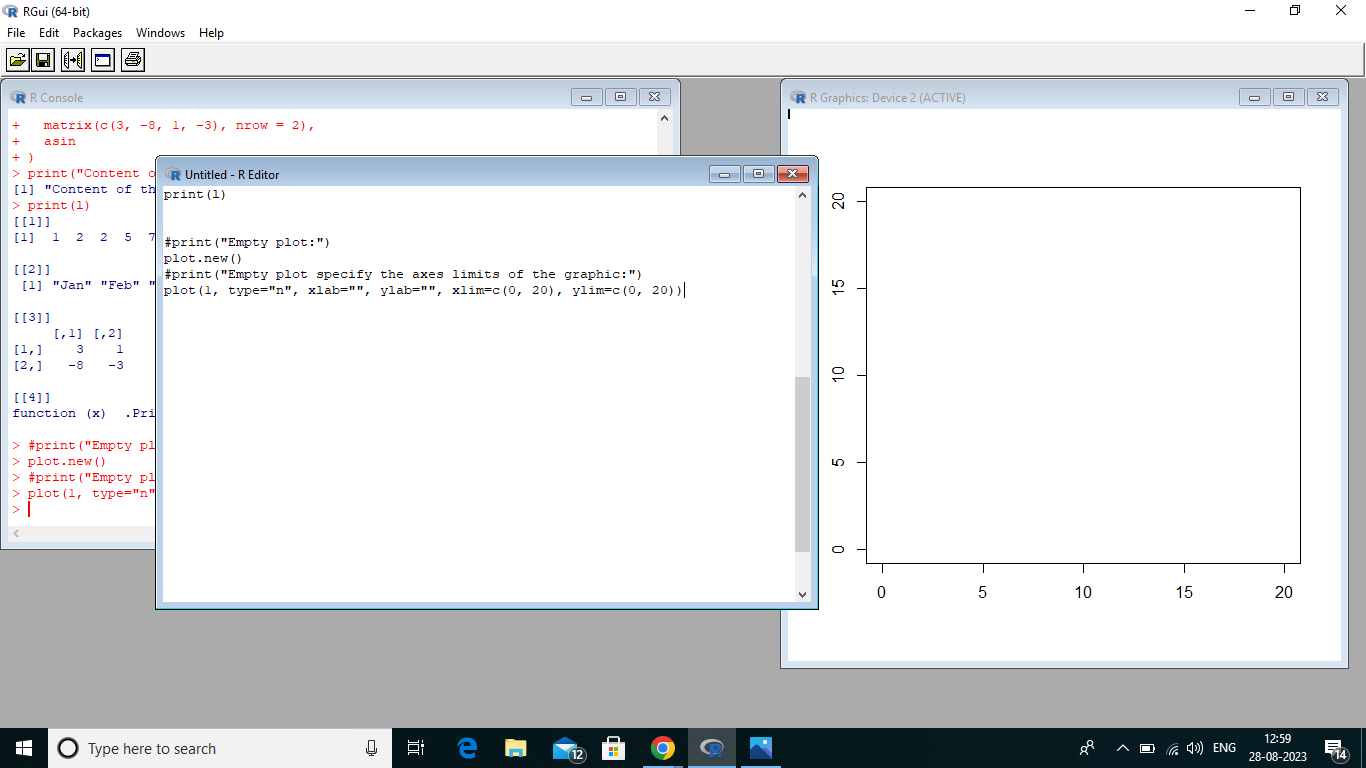 RGui (64-bit)
File Edit Packages Windows Help
R Console
+   matrix(c(3, -8, 1, -3), nrow = 2),
+   asin
+ )
> print("Content o
[1] "Content of th
> print(l)
[[1]]
[1]  1  2  2  5  7
[[2]]
 [1] "Jan" "Feb" "
[[3]]
     [,1] [,2]
[1,]    3    1
[2,]   -8   -3
[[4]]
function (x)  .Pri
> #print("Empty pl
> plot.new()
> #print("Empty pl
> plot(1, type="n"
>
Untitled - R Editor
print(l)
#print("Empty plot:")
plot.new()
#print("Empty plot specify the axes limits of the graphic:")
plot(1, type="n", xlab="", ylab="", xlim=c(0, 20), ylim=c(0, 20))
R Graphics: Device 2 (ACTIVE)
20
15
10
5
0
0 5 10 15 20
Type here to search
12
ENG
12:59
28-08-2023
14